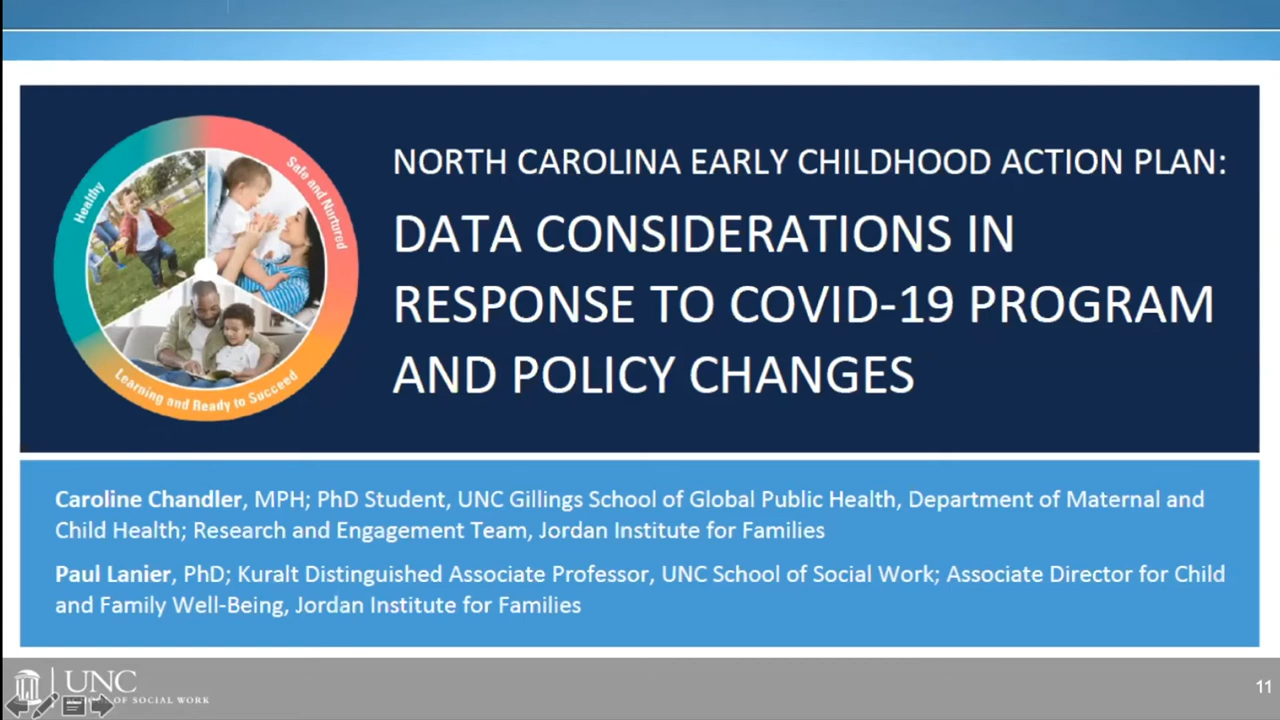 Healthy
Safe and Nurtured
Learning and Ready to Succeed
NORTH CAROLINA EARLY CHILDHOOD ACTION PLAN:
DATA CONSIDERATIONS IN
RESPONSE TO COVID-19 PROGRAM
AND POLICY CHANGES
Caroline Chandler, MPH; PhD Student, UNC Gillings School of Global Public Health, Department of Maternal and
Child Health; Research and Engagement Team, Jordan Institute for Families
Paul Lanier, PhD; Kuralt Distinguished Associate Professor, UNC School of Social Work; Associate Director for Child
and Family Well-Being, Jordan Institute for Families
UNC
OF SOCIAL WORK
11